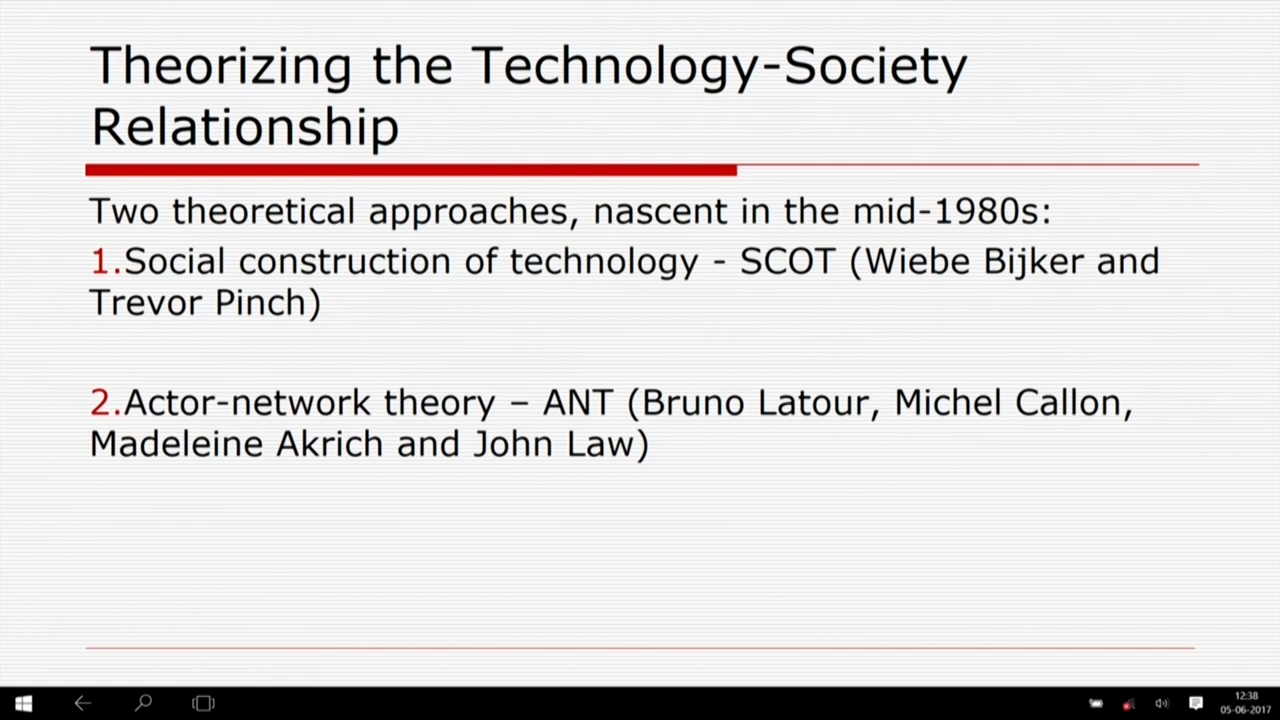 Theorizing the Technology-Society
Relationship
Two theoretical approaches, nascent in the mid-1980s:
1.Social construction of technology - SCOT (Wiebe Bijker and
Trevor Pinch)
2.Actor-network theory – ANT (Bruno Latour, Michel Callon,
Madeleine Akrich and John Law)
12:38
05-06-2017